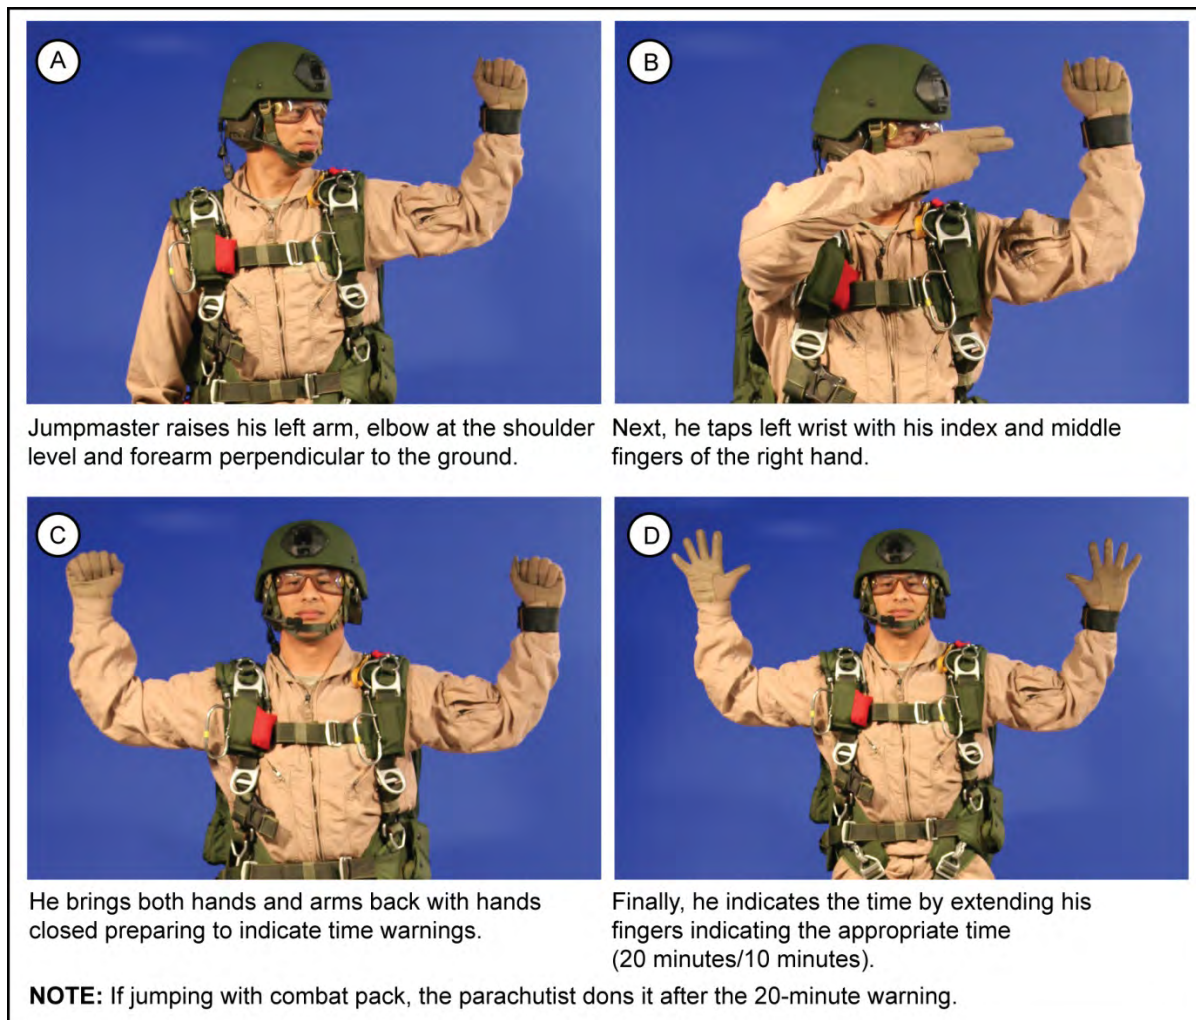 A
B
Jumpmaster raises his left arm, elbow at the shoulder
level and forearm perpendicular to the ground.
Next, he taps left wrist with his index and middle
fingers of the right hand.
C
D
He brings both hands and arms back with hands
closed preparing to indicate time warnings.
Finally, he indicates the time by extending his
fingers indicating the appropriate time
(20 minutes/10 minutes).
NOTE: If jumping with combat pack, the parachutist dons it after the 20-minute warning.